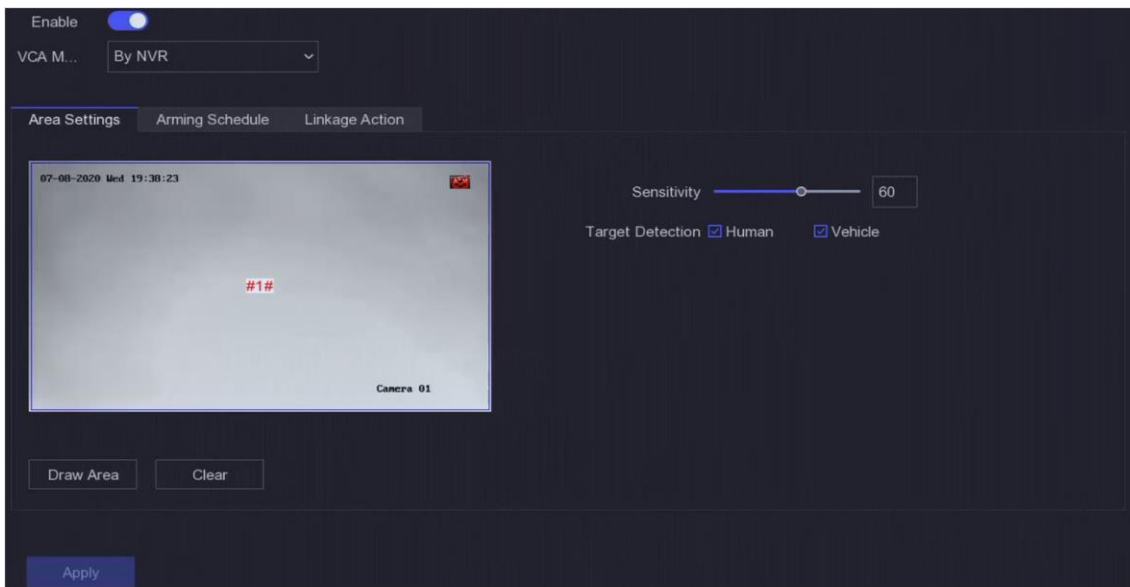 Enable
VCA M...
By NVR
Area Settings
Arming Schedule
Linkage Action
07-08-2020 Wed 19:38:23
#1#
Camera 01
Sensitivity
60
Target Detection
Human
Vehicle
Draw Area
Clear
Apply